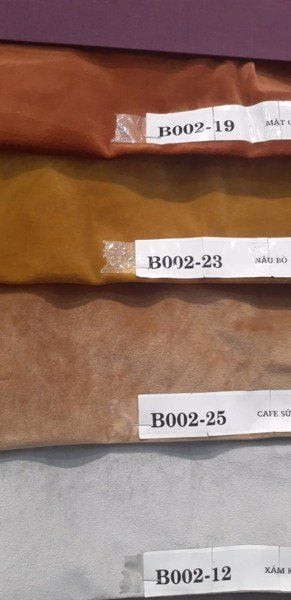 B002-19 MẬT
B002-23 NÂU BÒ
B002-25 CAFE SỮ
B002-12 XÁM